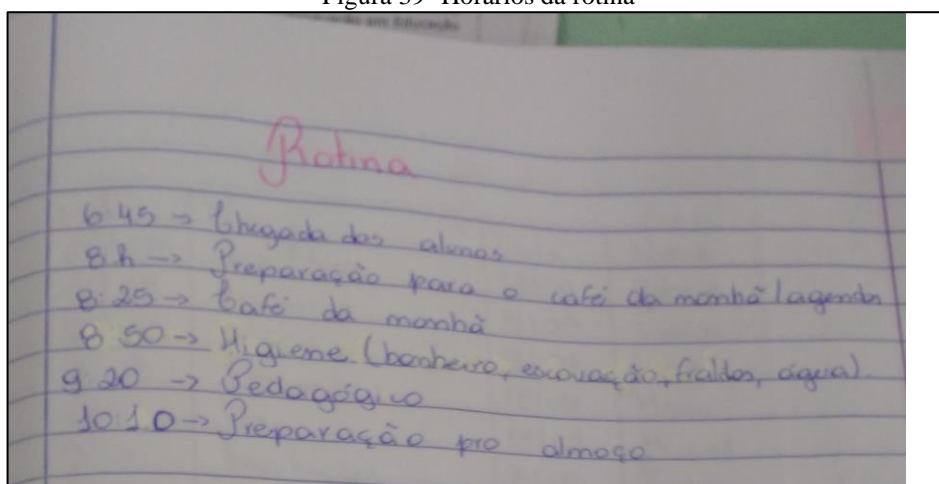 Figura 39- Horários da rotina
em Educação
Rotina
6:45 → Chegada dos alunos
8h → Preparação para o café da manhã/agenda
8:25 → Café da manhã
8:50 → Higiene (banheiro, escovação, fraldas, água).
9:20 → Pedagógico
10:10 → Preparação pro almoço